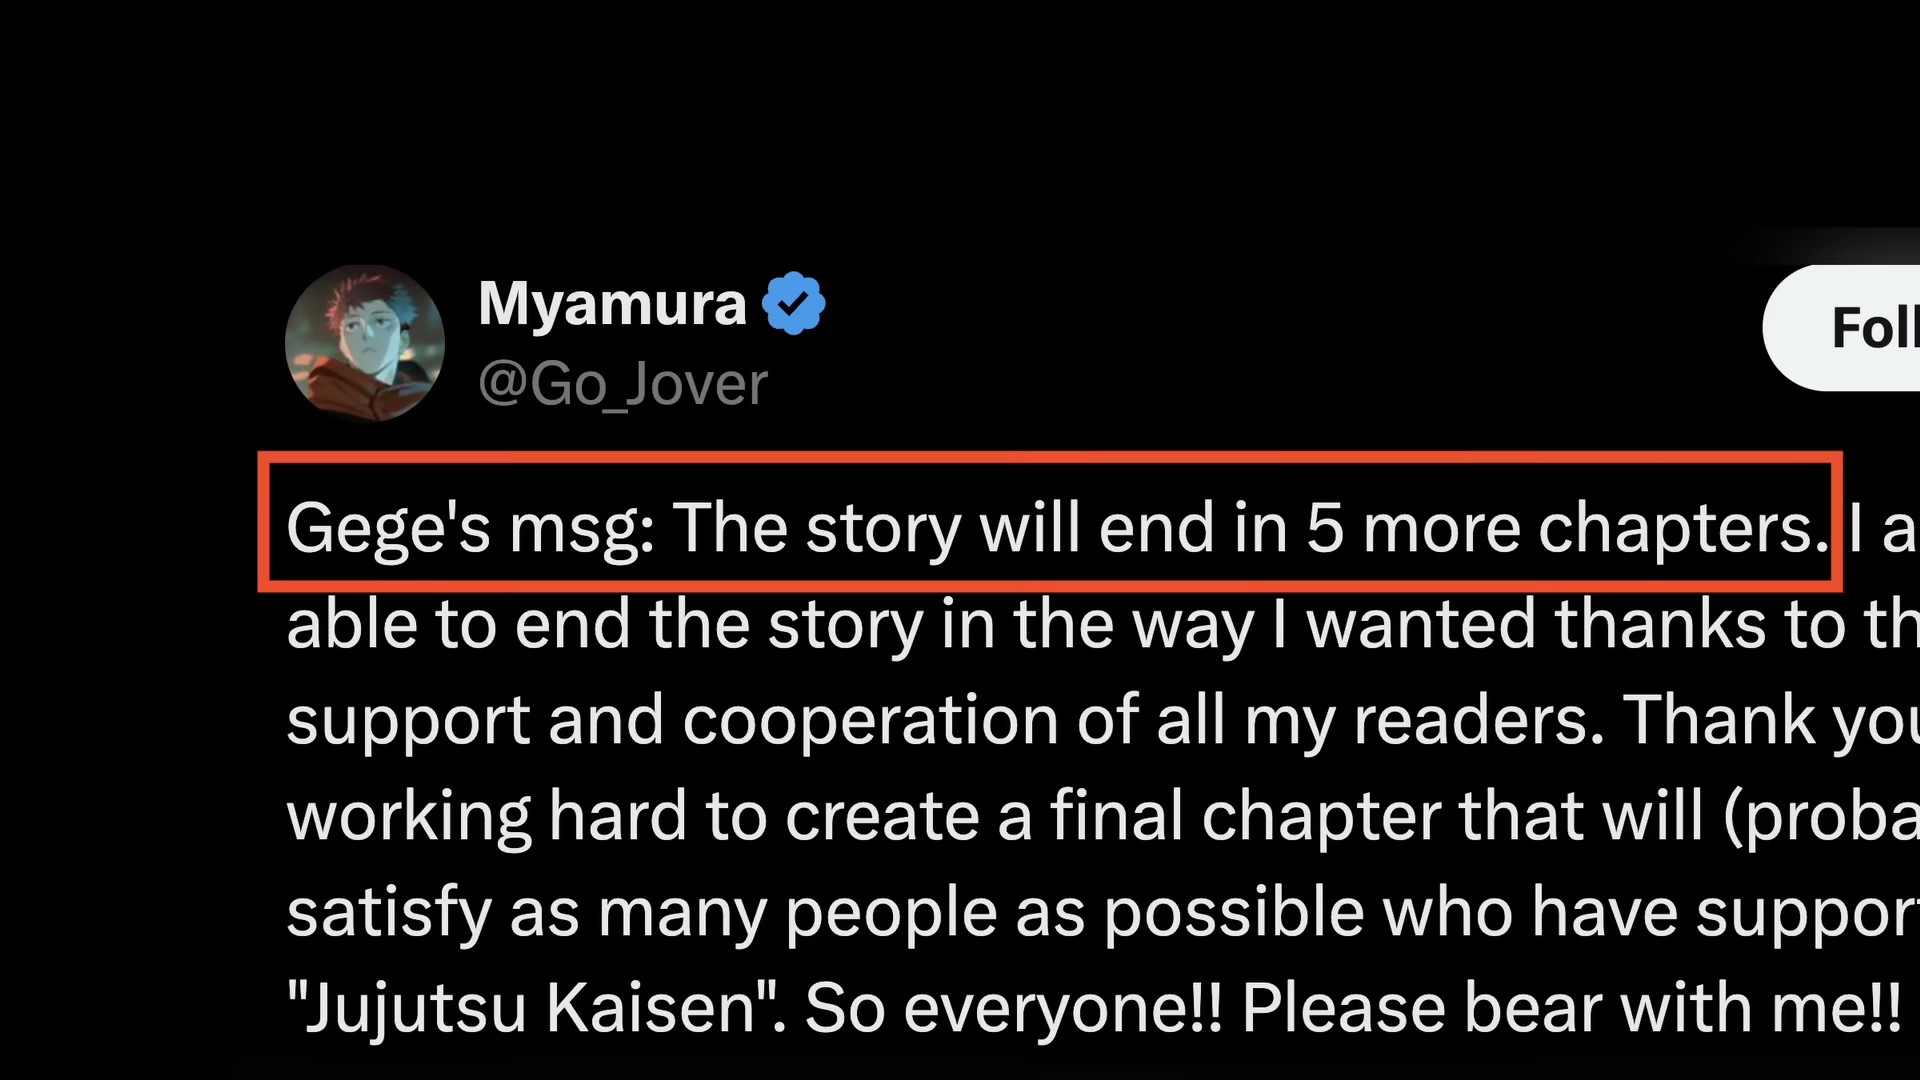 Myamura
@Go_Jover
Foll
Gege's msg: The story will end in 5 more chapters. I a
able to end the story in the way I wanted thanks to th
support and cooperation of all my readers. Thank you
working hard to create a final chapter that will (proba
satisfy as many people as possible who have support
"Jujutsu Kaisen". So everyone!! Please bear with me!!